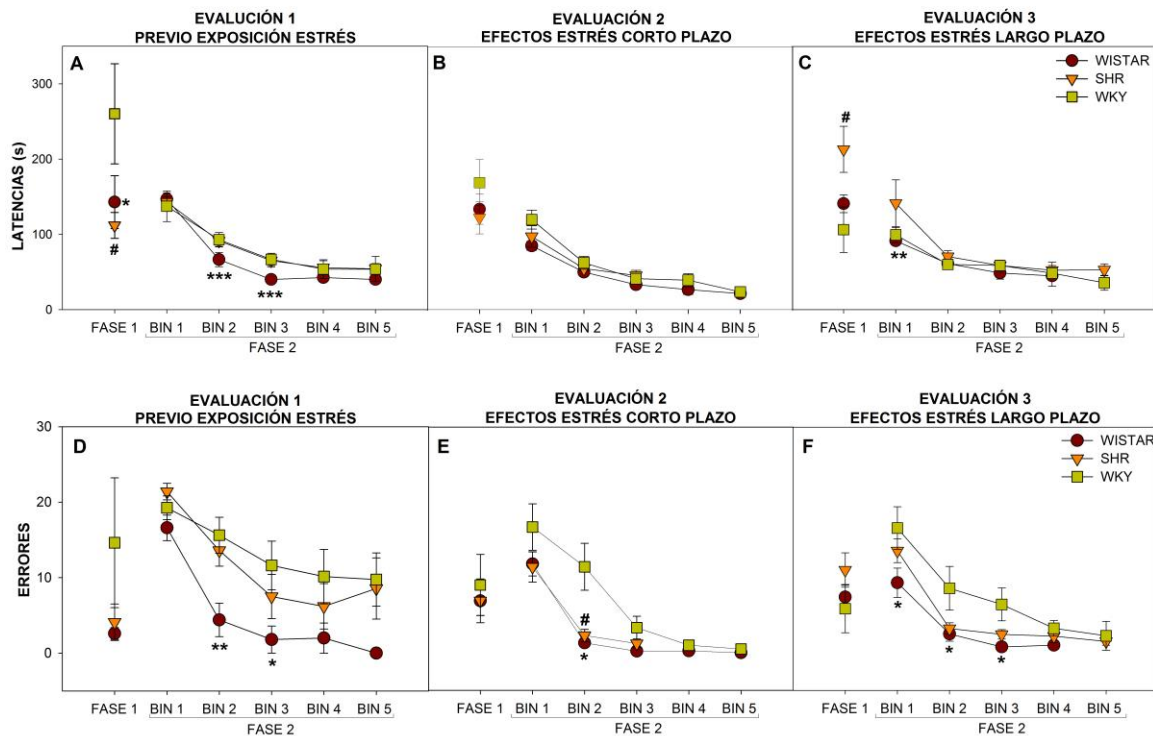 EVALUCIÓN 1
PREVIO EXPOSICIÓN ESTRÉS
EVALUACIÓN 2
EFECTOS ESTRÉS CORTO PLAZO
EVALUACIÓN 3
EFECTOS ESTRÉS LARGO PLAZO
A
B
C
WISTAR
SHR
WKY
LATENCIAS (s)
300
200
100
0
*
#
***
***
#
**
FASE 1 BIN 1 BIN 2 BIN 3 BIN 4 BIN 5
FASE 2
FASE 1 BIN 1 BIN 2 BIN 3 BIN 4 BIN 5
FASE 2
FASE 1 BIN 1 BIN 2 BIN 3 BIN 4 BIN 5
FASE 2
EVALUACIÓN 1
PREVIO EXPOSICIÓN ESTRÉS
EVALUACIÓN 2
EFECTOS ESTRÉS CORTO PLAZO
EVALUACIÓN 3
EFECTOS ESTRÉS LARGO PLAZO
D
E
F
WISTAR
SHR
WKY
ERRORES
30
20
10
0
**
*
#
*
*
*
*
FASE 1 BIN 1 BIN 2 BIN 3 BIN 4 BIN 5
FASE 2
FASE 1 BIN 1 BIN 2 BIN 3 BIN 4 BIN 5
FASE 2
FASE 1 BIN 1 BIN 2 BIN 3 BIN 4 BIN 5
FASE 2